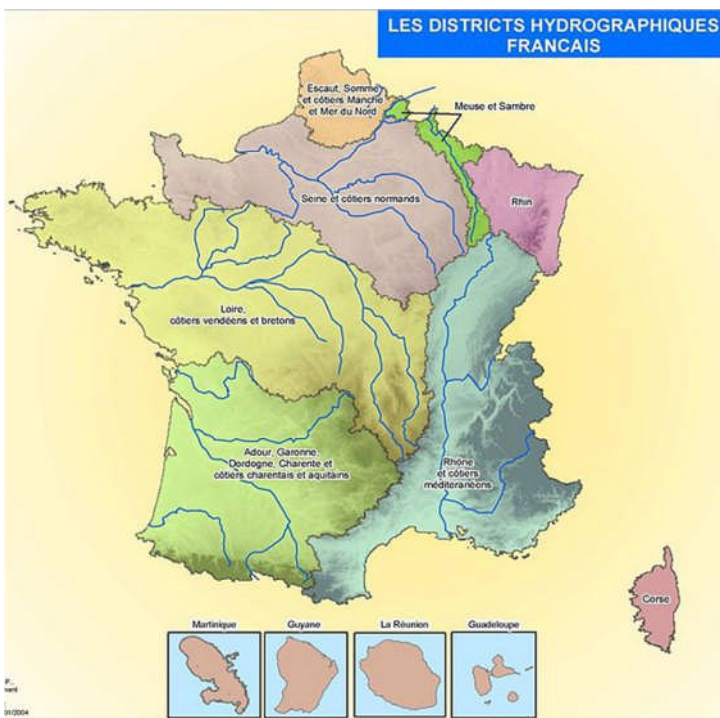 LES DISTRICTS HYDROGRAPHIQUES
FRANCAIS
Escaut, Somme
et côtiers Manche
et Mer du Nord
Meuse et Sambre
Seine et côtiers normands
Rhin
Loire,
côtiers vendéens et bretons
Adour, Garonne,
Dordogne, Charente et
côtiers charentais et aquitains
Rhône
et côtiers
méditeranéens
Corse
Martinique
Guyane
La Réunion
Guadeloupe